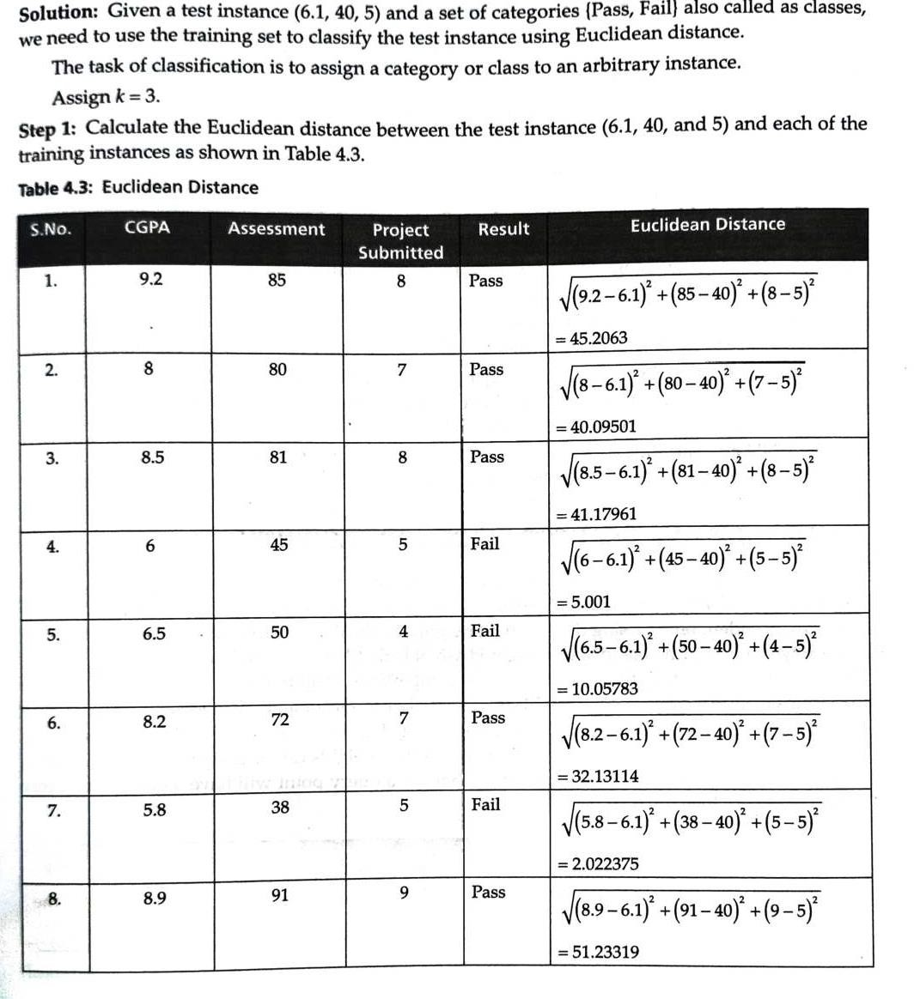 Solution: Given a test instance (6.1, 40, 5) and a set of categories {Pass, Fail} also called as classes,
we need to use the training set to classify the test instance using Euclidean distance.
The task of classification is to assign a category or class to an arbitrary instance.
Assign k = 3.
Step 1: Calculate the Euclidean distance between the test instance (6.1, 40, and 5) and each of the
training instances as shown in Table 4.3.
Table 4.3: Euclidean Distance
S.No. CGPA Assessment Project Submitted Result Euclidean Distance
1. 9.2 85 8 Pass √(9.2 – 6.1)² + (85 – 40)² + (8 – 5)²
= 45.2063
2. 8 80 7 Pass √(8 – 6.1)² + (80 – 40)² + (7 – 5)²
= 40.09501
3. 8.5 81 8 Pass √(8.5 – 6.1)² + (81 – 40)² + (8 – 5)²
= 41.17961
4. 6 45 5 Fail √(6 – 6.1)² + (45 – 40)² + (5 – 5)²
= 5.001
5. 6.5 50 4 Fail √(6.5 – 6.1)² + (50 – 40)² + (4 – 5)²
= 10.05783
6. 8.2 72 7 Pass √(8.2 – 6.1)² + (72 – 40)² + (7 – 5)²
= 32.13114
7. 5.8 38 5 Fail √(5.8 – 6.1)² + (38 – 40)² + (5 – 5)²
= 2.022375
8. 8.9 91 9 Pass √(8.9 – 6.1)² + (91 – 40)² + (9 – 5)²
= 51.23319